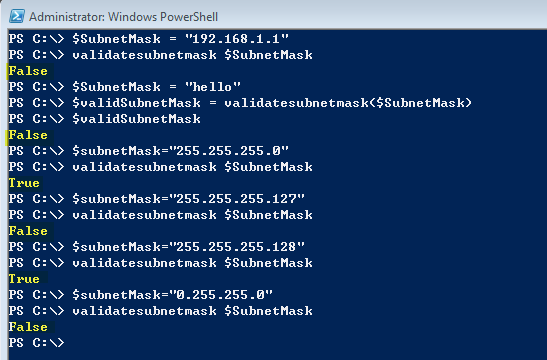 Administrator: Windows PowerShell
PS C:\> $SubnetMask = "192.168.1.1"
PS C:\> validatesubnetmask $SubnetMask
False
PS C:\> $SubnetMask = "hello"
PS C:\> $validSubnetMask = validatesubnetmask($SubnetMask)
PS C:\> $validSubnetMask
False
PS C:\> $subnetMask="255.255.255.0"
PS C:\> validatesubnetmask $SubnetMask
True
PS C:\> $subnetMask="255.255.255.127"
PS C:\> validatesubnetmask $SubnetMask
False
PS C:\> $subnetMask="255.255.255.128"
PS C:\> validatesubnetmask $SubnetMask
True
PS C:\> $subnetMask="0.255.255.0"
PS C:\> validatesubnetmask $SubnetMask
False
PS C:\>